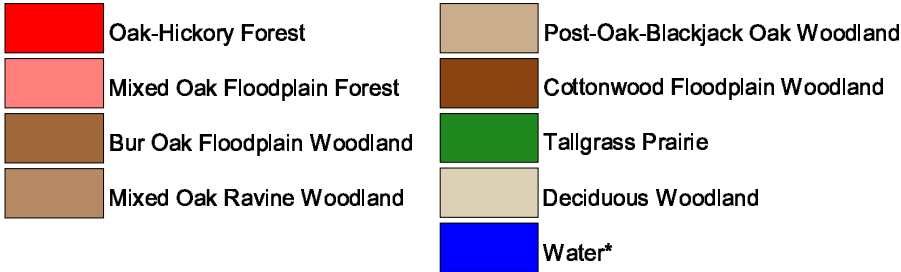 Oak-Hickory Forest
Mixed Oak Floodplain Forest
Bur Oak Floodplain Woodland
Mixed Oak Ravine Woodland
Post-Oak-Blackjack Oak Woodland
Cottonwood Floodplain Woodland
Tallgrass Prairie
Deciduous Woodland
Water*